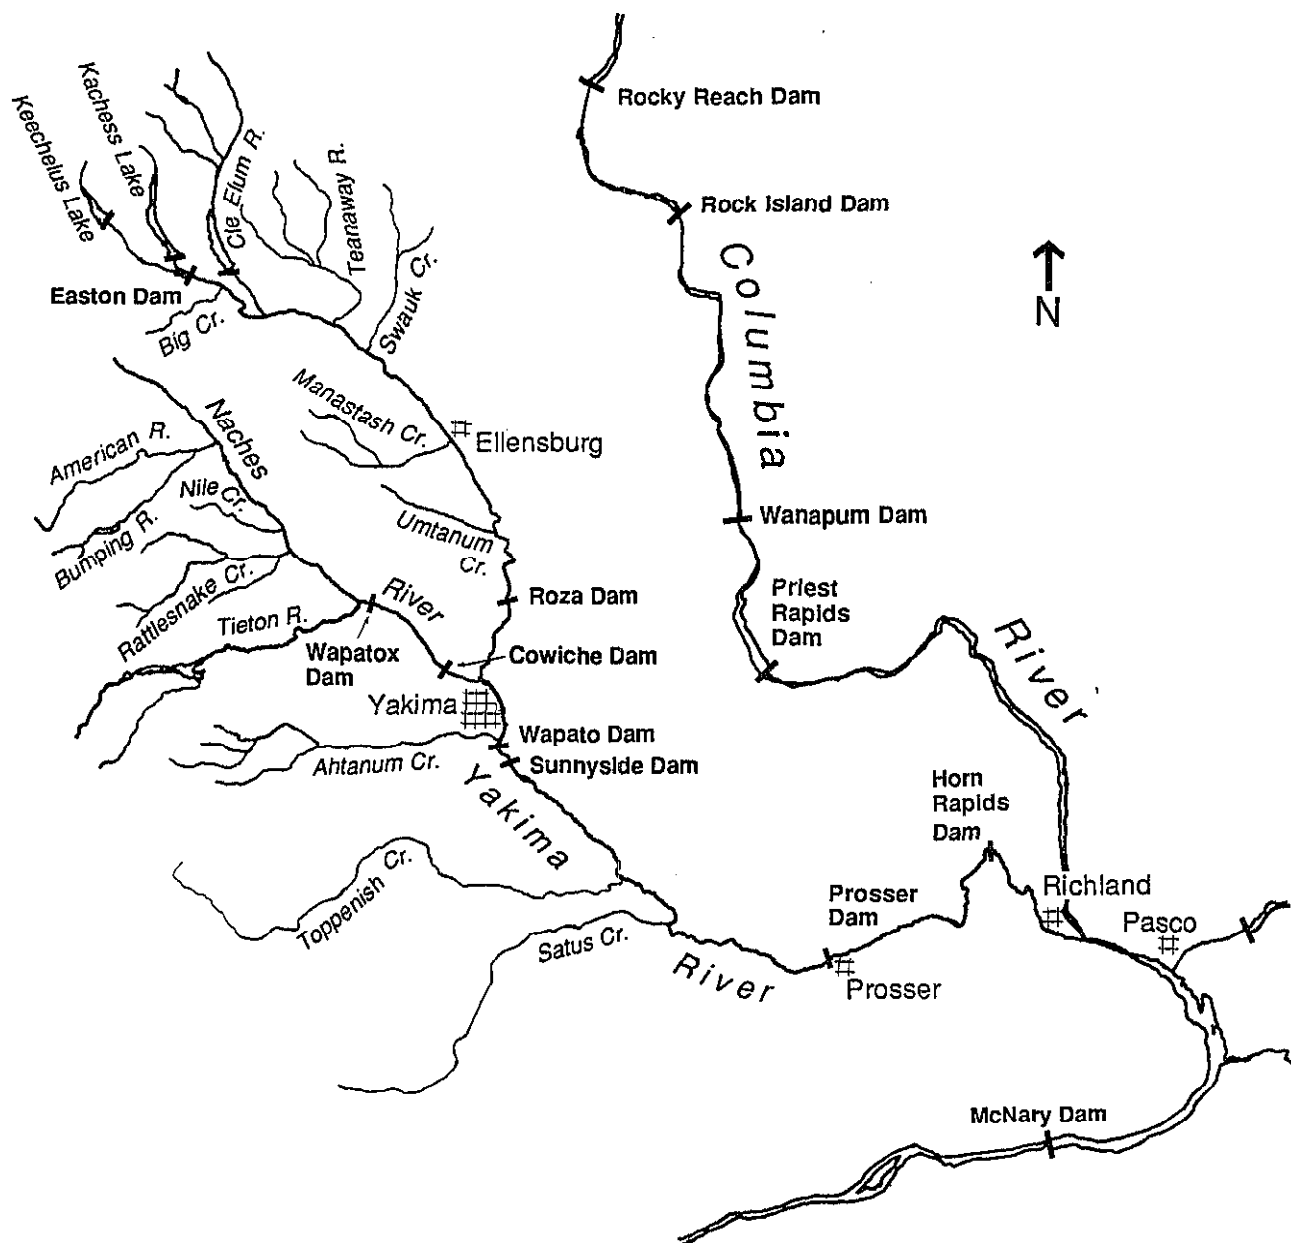 Rocky Reach Dam
Kachess Lake
Keechelus Lake
Cle Elum R.
Teanaway R.
Rock Island Dam
Swauk Cr.
Columbia
Easton Dam
Big Cr.
N
Manastash Cr.
Naches
Ellensburg
American R.
Nile Cr.
Umtanum
Cr.
Wanapum Dam
Bumping R.
Rattlesnake Cr.
River
Roza Dam
Priest
Rapids
Dam
Tieton R.
Wapatox
Dam
Cowiche Dam
River
Yakima
Wapato Dam
Ahtanum Cr.
Sunnyside Dam
Yakima
Horn
Rapids
Dam
Toppenish Cr.
Prosser
Dam
Richland
Pasco
Satus Cr.
River
Prosser
McNary Dam